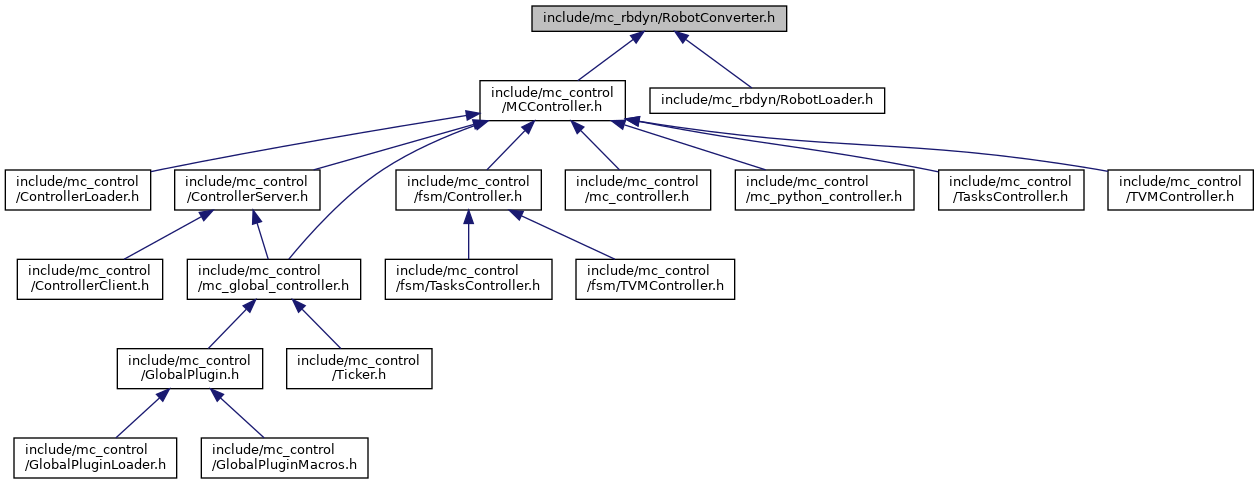 include/mc_rbdyn/RobotConverter.h
include/mc_control
/MCController.h
include/mc_rbdyn/RobotLoader.h
include/mc_control
/ControllerLoader.h
include/mc_control
/ControllerServer.h
include/mc_control
/fsm/Controller.h
include/mc_control
/mc_controller.h
include/mc_control
/mc_python_controller.h
include/mc_control
/TasksController.h
include/mc_control
/TVMController.h
include/mc_control
/ControllerClient.h
include/mc_control
/mc_global_controller.h
include/mc_control
/fsm/TasksController.h
include/mc_control
/fsm/TVMController.h
include/mc_control
/GlobalPlugin.h
include/mc_control
/Ticker.h
include/mc_control
/GlobalPluginLoader.h
include/mc_control
/GlobalPluginMacros.h